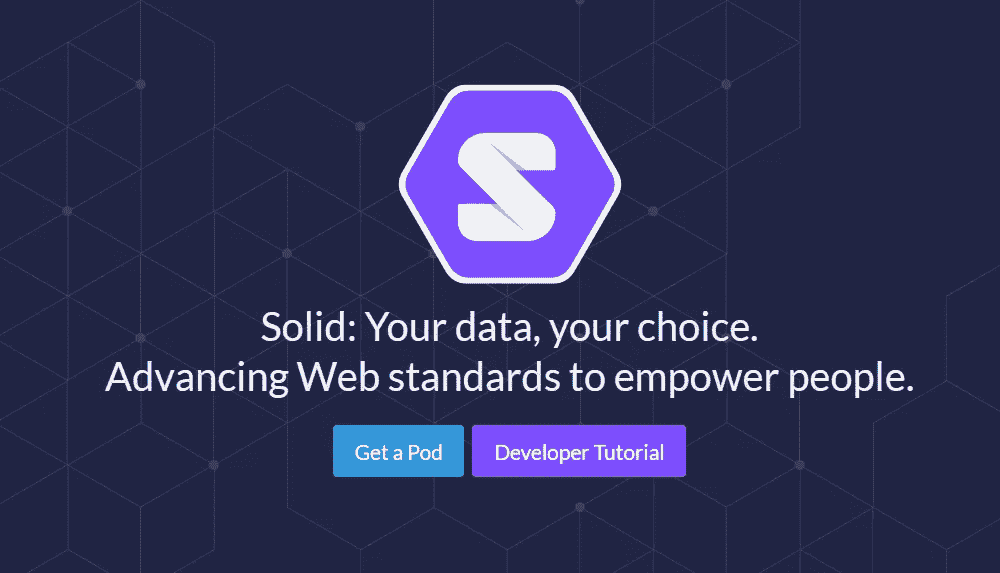 S
Solid: Your data, your choice.
Advancing Web standards to empower people.
Get a Pod
Developer Tutorial